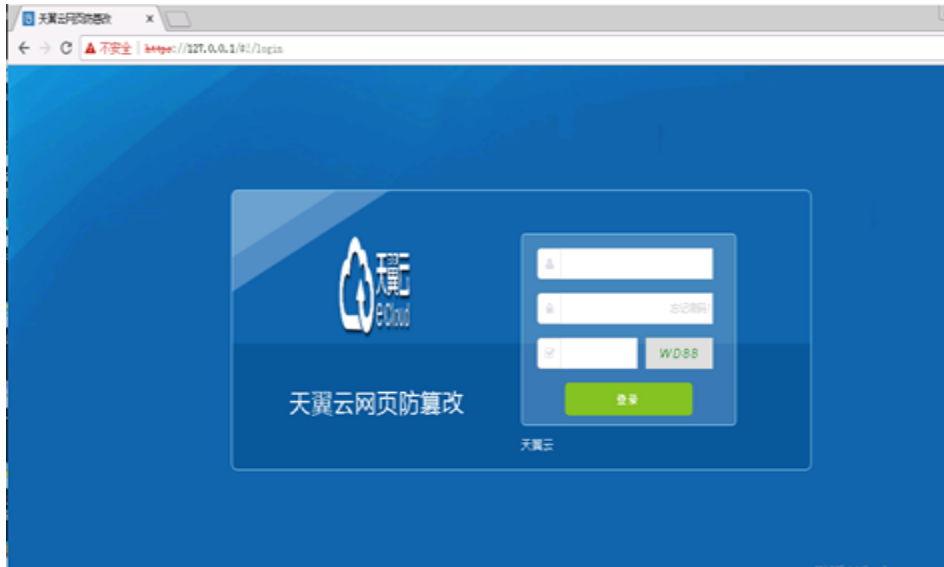 天翼云网页防篡改
不安全 https://127.0.0.1/#!/login
天翼云
e Cloud
天翼云网页防篡改
忘记密码?
WD88
登录
天翼云